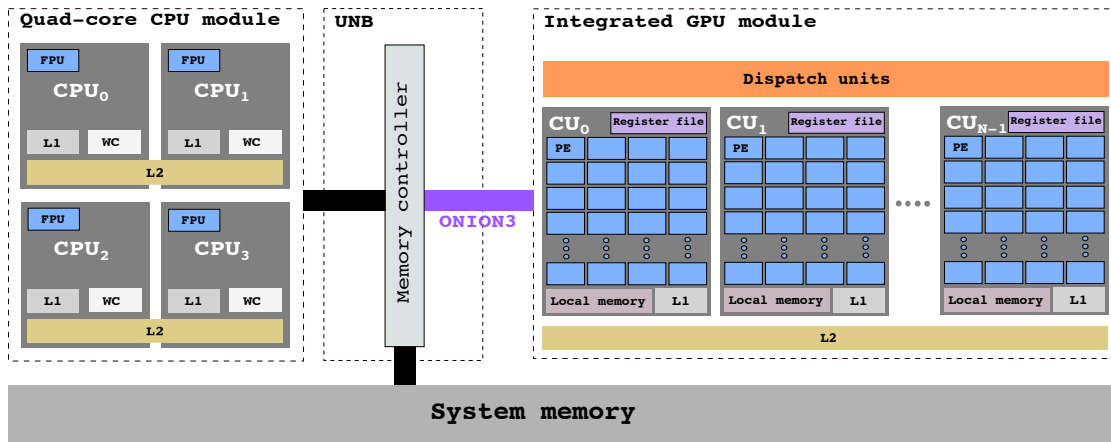 Quad-core CPU module
FPU
CPU0
L1
WC
FPU
CPU1
L1
WC
L2
FPU
CPU2
L1
WC
FPU
CPU3
L1
WC
L2
UNB
Memory controller
ONION3
Integrated GPU module
Dispatch units
CU0
Register file
PE
Local memory
L1
CU1
Register file
PE
Local memory
L1
CUN-1
Register file
PE
Local memory
L1
L2
System memory